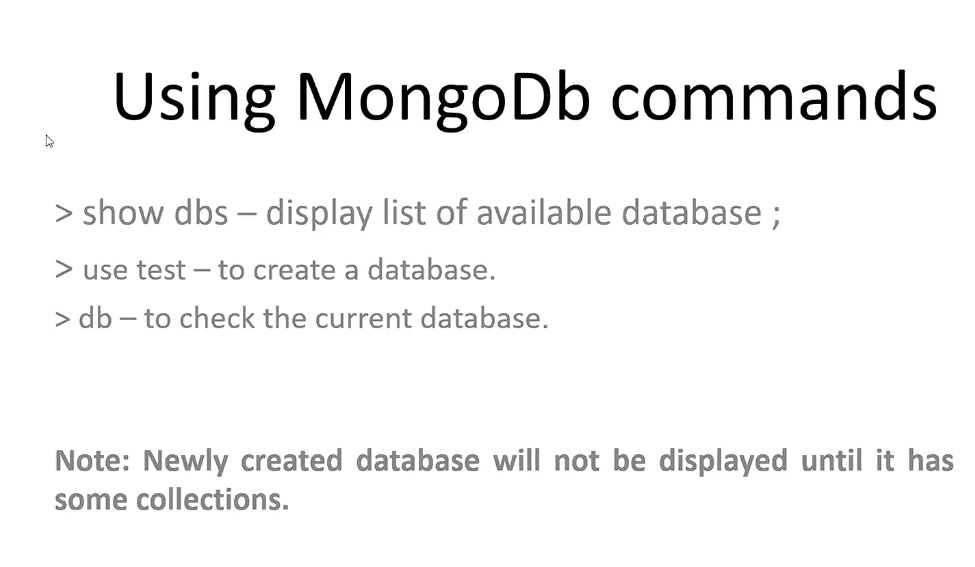 Using MongoDb commands
> show dbs – display list of available database ;
> use test – to create a database.
> db – to check the current database.
Note: Newly created database will not be displayed until it has
some collections.